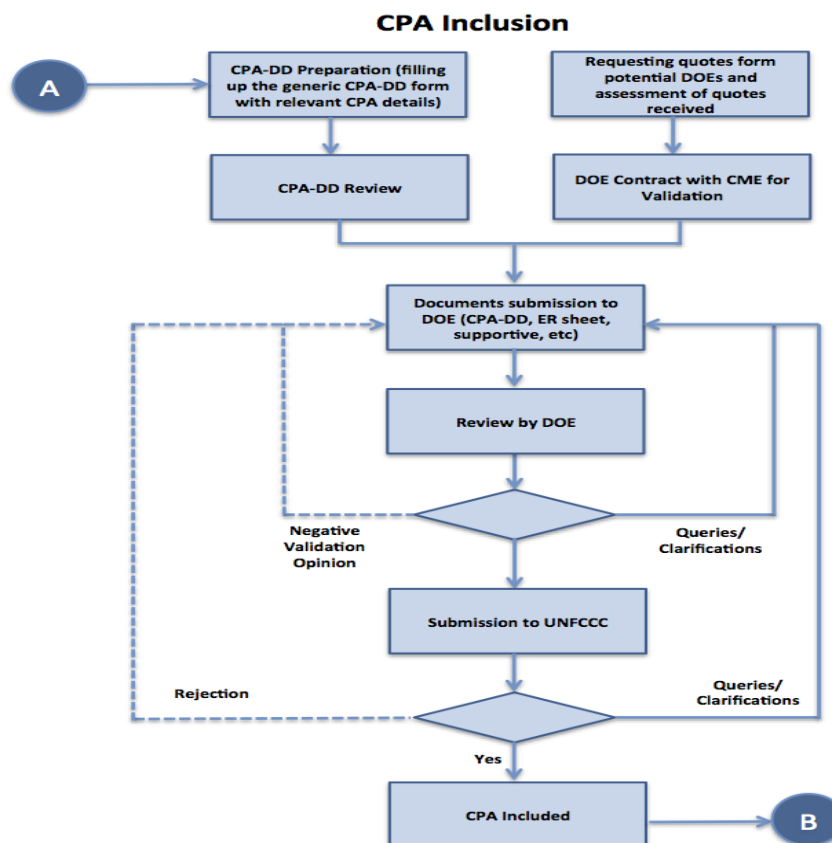 CPA Inclusion
A
CPA-DD Preparation (filling
up the generic CPA-DD form
with relevant CPA details)
Requesting quotes form
potential DOEs and
assessment of quotes
received
CPA-DD Review
DOE Contract with CME for
Validation
Documents submission to
DOE (CPA-DD, ER sheet,
supportive, etc)
Review by DOE
Negative
Validation
Opinion
Queries/
Clarifications
Submission to UNFCCC
Rejection
Queries/
Clarifications
Yes
CPA Included
B